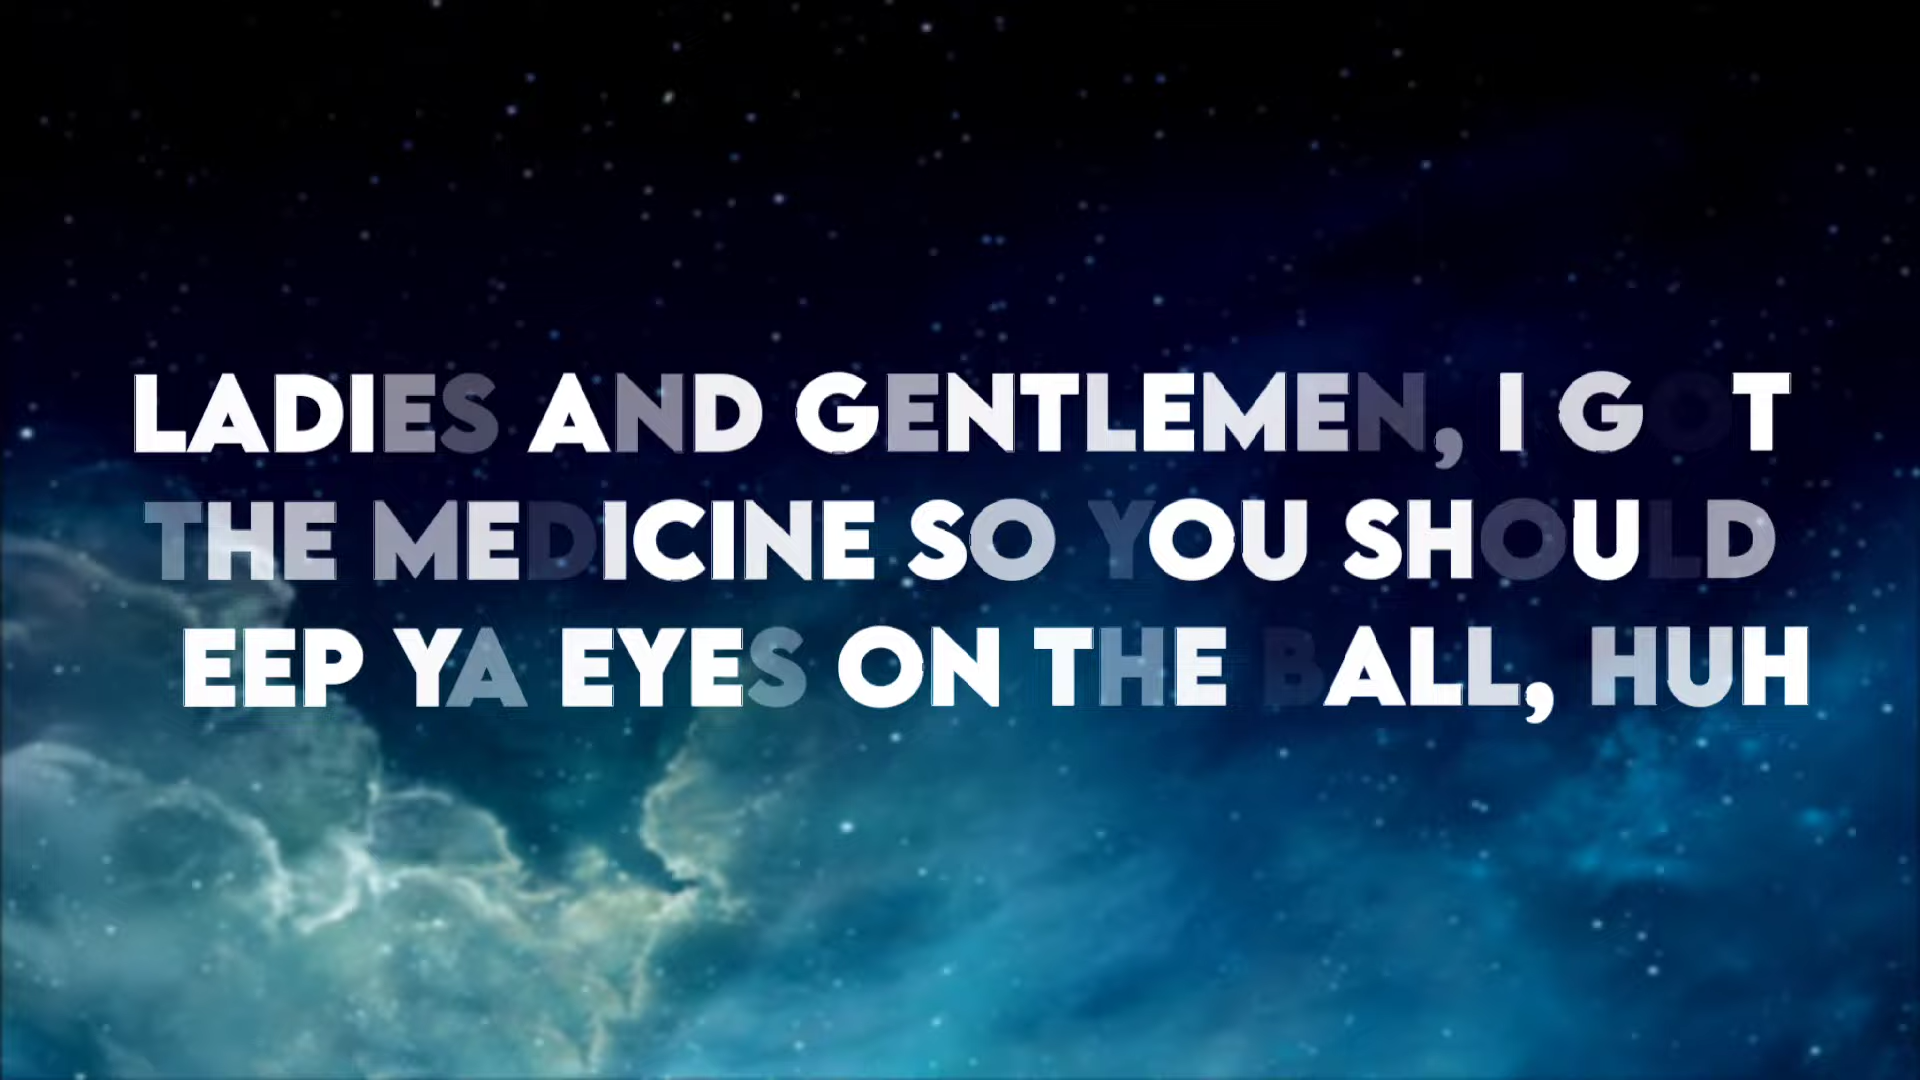 LADIES AND GENTLEMEN, I GOT
THE MEDICINE SO YOU SHOULD
EEP YA EYES ON THE BALL, HUH